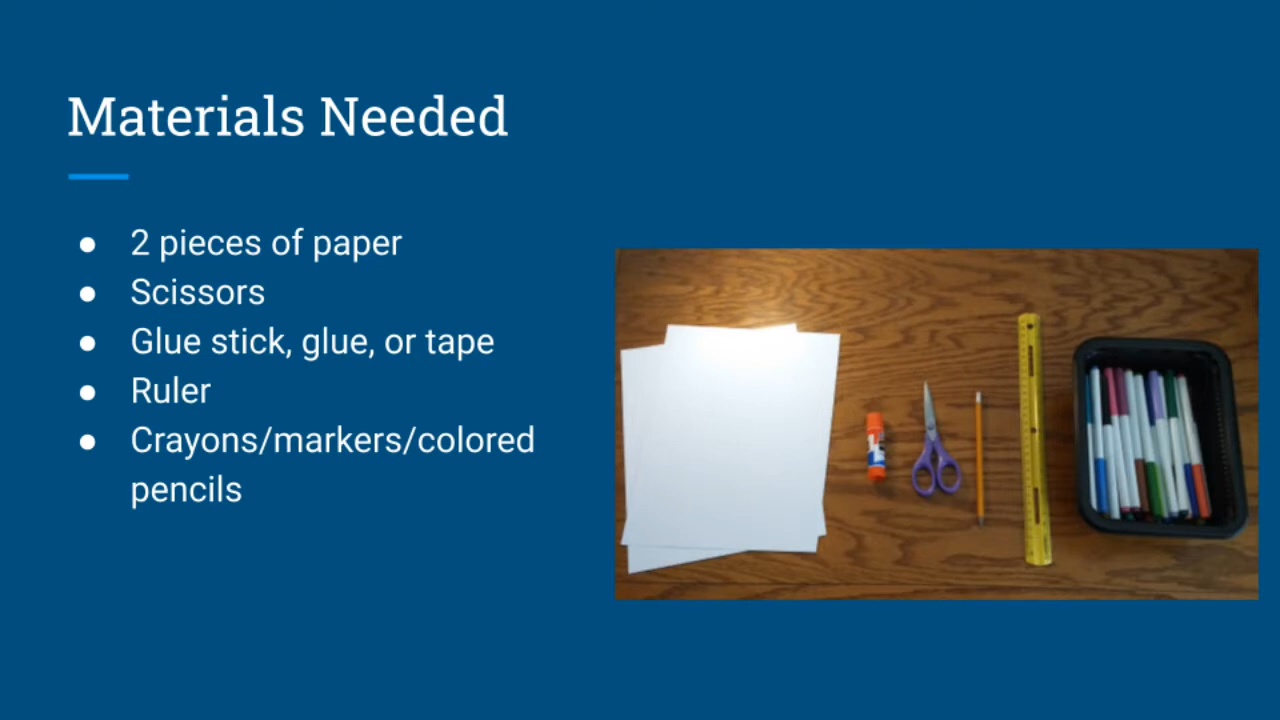 Materials Needed
● 2 pieces of paper
● Scissors
● Glue stick, glue, or tape
● Ruler
● Crayons/markers/colored
pencils